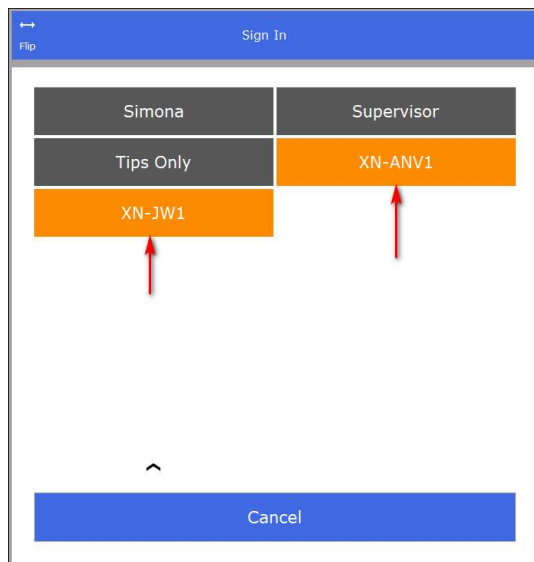 Sign In
Flip
Simona
Supervisor
Tips Only
XN-ANV1
XN-JW1
Cancel